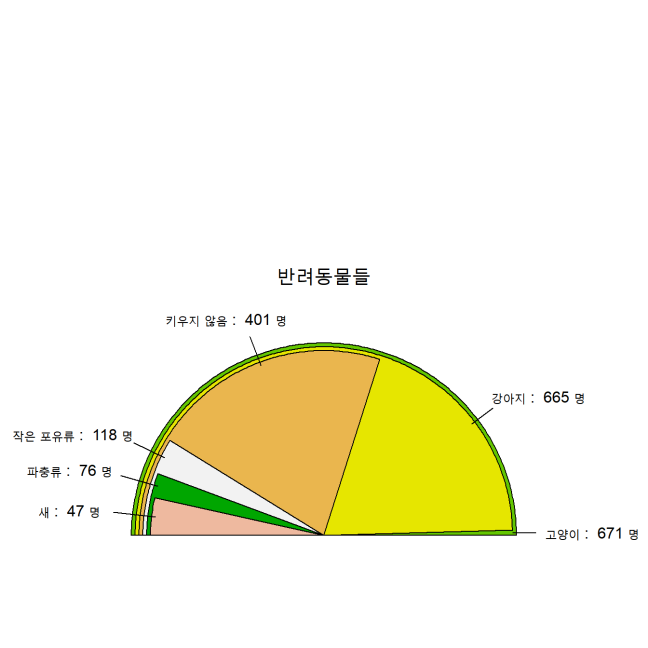 반려동물들
키우지 않음 : 401 명
강아지 : 665 명
작은 포유류 : 118 명
파충류 : 76 명
새 : 47 명
고양이 : 671 명